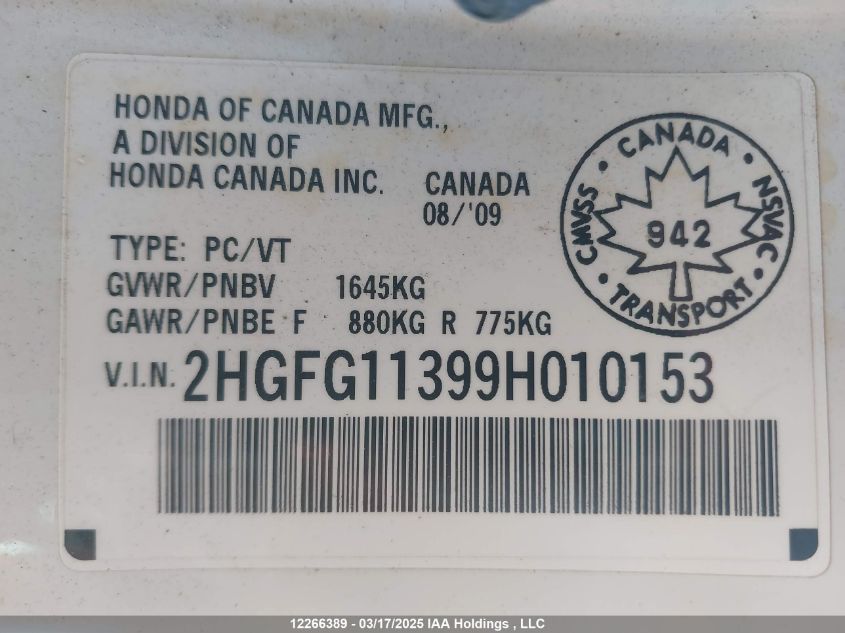 HONDA OF CANADA MFG.,
A DIVISION OF
HONDA CANADA INC. CANADA
08/'09
TYPE: PC/VT
GVWR/PNBV 1645KG
GAWR/PNBE F 880KG R 775KG
V.I.N. 2HGFG11399H010153
• CANADA •
CMVSS
942
NSVAC
• TRANSPORT •
12266389 - 03/17/2025 IAA Holdings , LLC